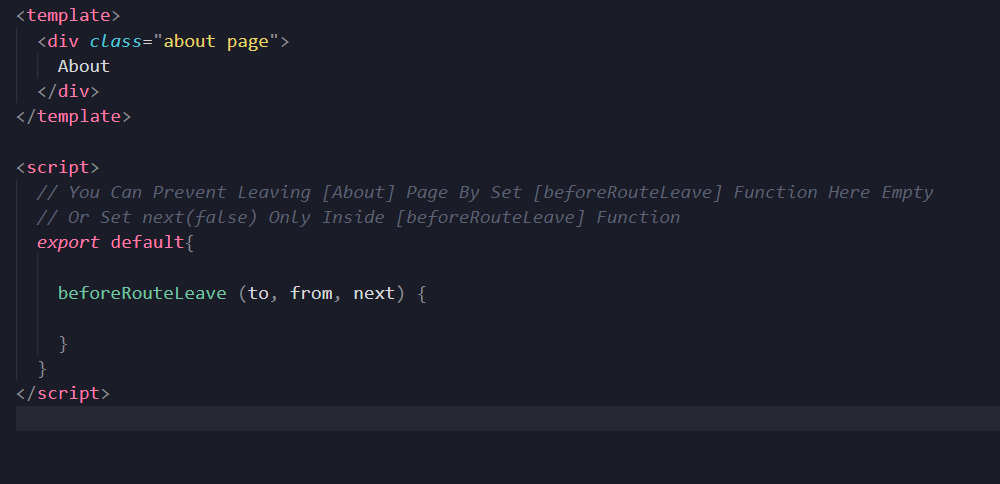 <template>
<div class="about page">
About
</div>
</template>
<script>
// You Can Prevent Leaving [About] Page By Set [beforeRouteLeave] Function Here Empty
// Or Set next(false) Only Inside [beforeRouteLeave] Function
export default{
beforeRouteLeave (to, from, next) {
}
}
</script>